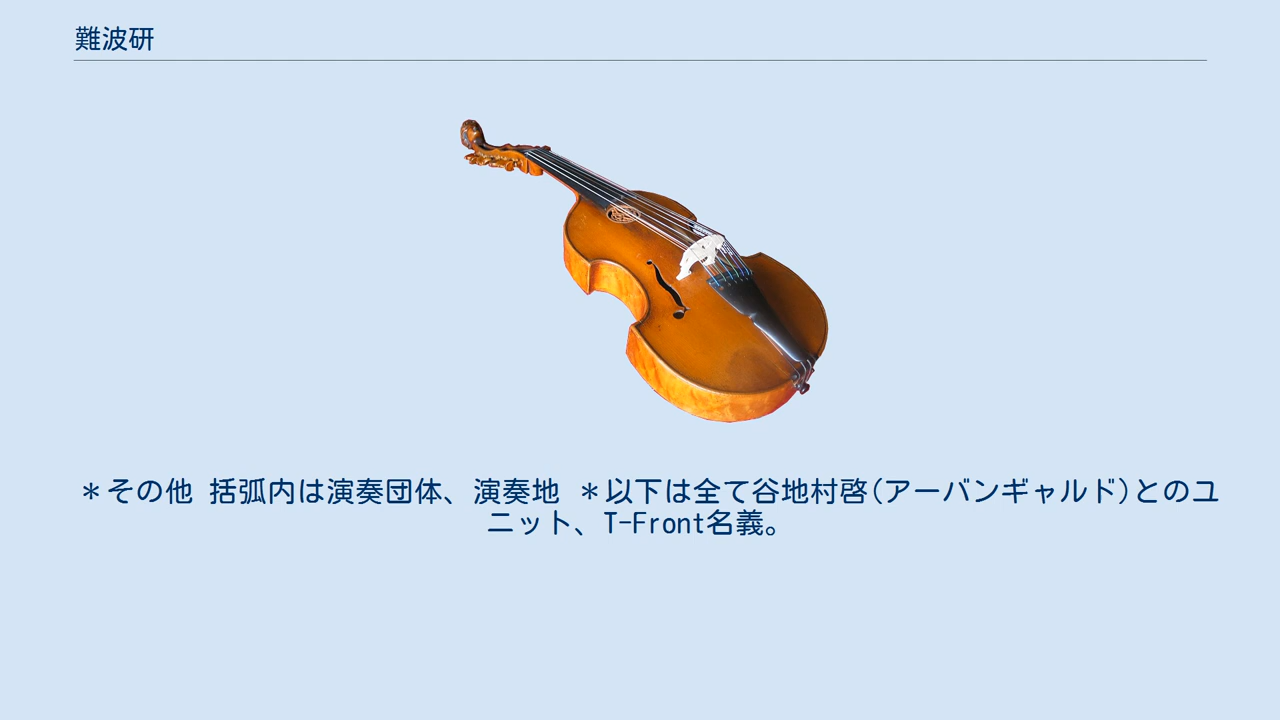 難波研
＊その他 括弧内は演奏団体、演奏地 ＊以下は全て谷地村啓(アーバンギャルド)とのユ
ニット、T-Front名義。